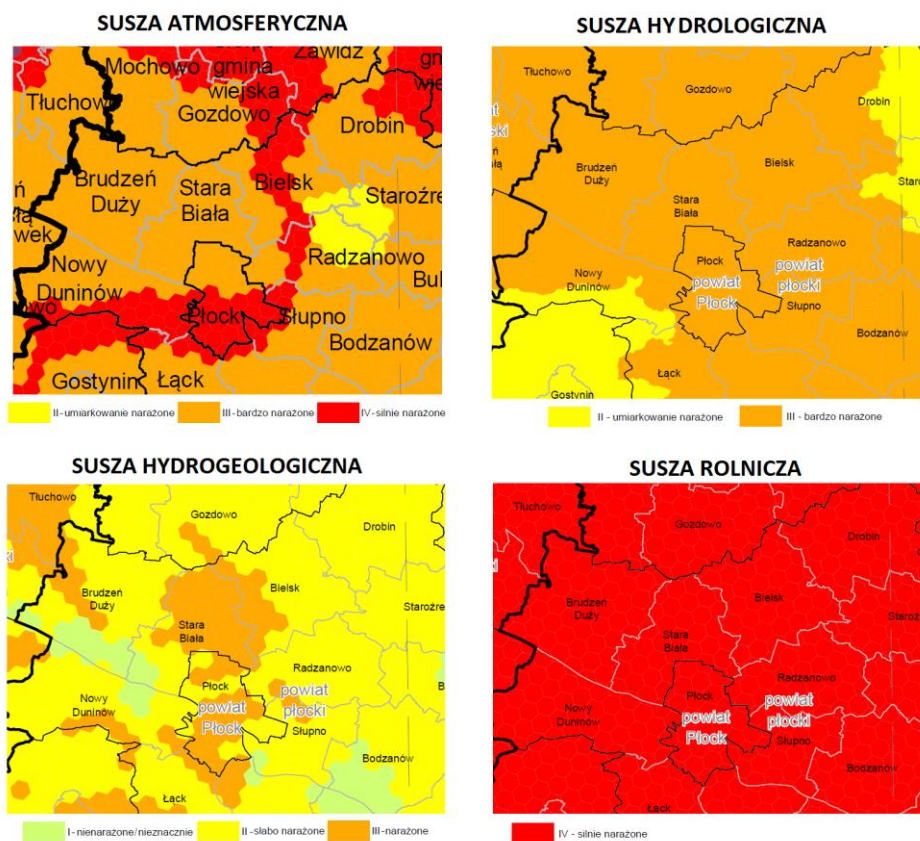 SUSZA ATMOSFERYCZNA
Mochowo
gmina
Zawidz
wiejska
Tłuchowo
Gozdowo
Drobin
Brudzeń
Duży
Stara
Biała
Bielsk
Staroźre
Radzanowo
Nowy
Duninów
Płock
Słupno
Bodzanów
Gostynin
Łąck
II-umiarkowanie narażone
III-bardzo narażone
IV-silnie narażone
SUSZA HYDROLOGICZNA
Tłuchowo
Gozdowo
Drobin
Brudzeń
Duży
Bielsk
Stara
Biała
Radzanowo
Płock
powiat
płocki
Nowy
Duninów
powiat
Płock
Słupno
Bodzanów
Łąck
Gostynin
II - umiarkowanie narażone
III - bardzo narażone
SUSZA HYDROGEOLOGICZNA
Tłuchowo
Gozdowo
Drobin
Brudzeń
Duży
Bielsk
Staroźre
Stara
Biała
Radzanowo
Nowy
Duninów
Płock
powiat
płocki
powiat
Płock
Słupno
Bodzanów
Łąck
I-nienarażone/nieznacznie
II-słabo narażone
III-narażone
SUSZA ROLNICZA
Tłuchowo
Gozdowo
Drobin
Brudzeń
Duży
Bielsk
Stara
Biała
Radzanowo
Płock
powiat
płocki
Nowy
Duninów
powiat
Płock
Słupno
Bodzanów
Łąck
IV - silnie narażone